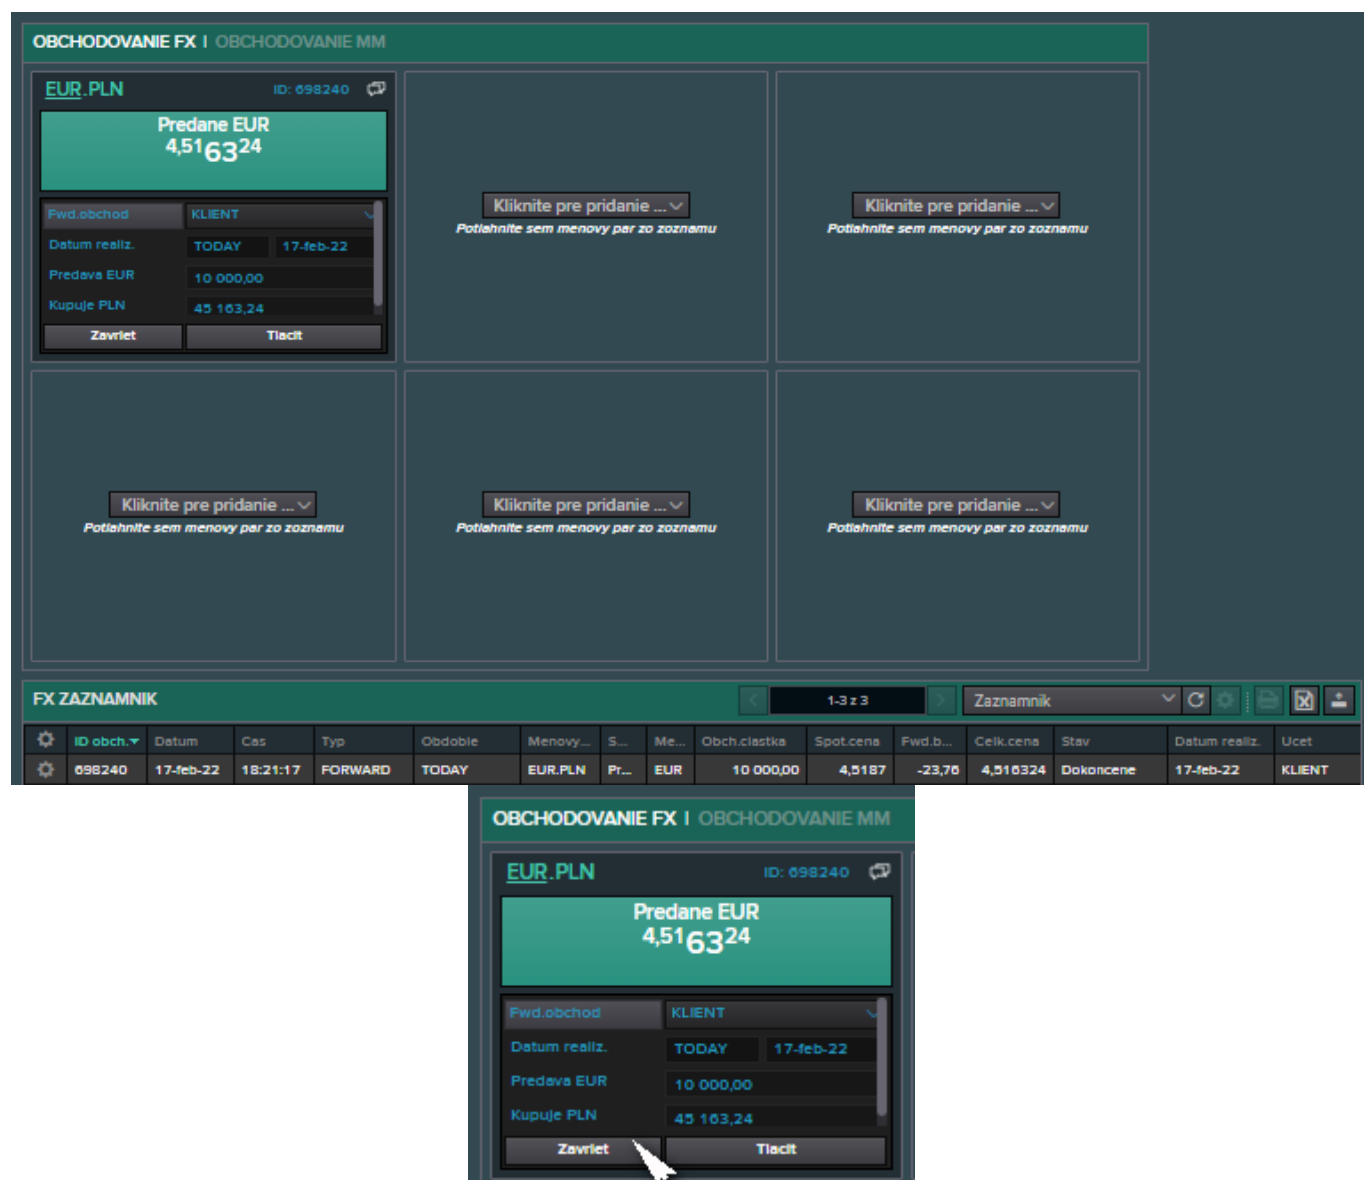 OBCHODOVANIE FX | OBCHODOVANIE MM
EUR.PLN ID: 698240
Predane EUR
4,516324
Fwd.obchod KLIENT
Datum realiz. TODAY 17-feb-22
Predava EUR 10 000,00
Kupuje PLN 45 163,24
Zavriet Tlacit
Kliknite pre pridanie ...
Potiahnite sem menovy par zo zoznamu
Kliknite pre pridanie ...
Potiahnite sem menovy par zo zoznamu
Kliknite pre pridanie ...
Potiahnite sem menovy par zo zoznamu
Kliknite pre pridanie ...
Potiahnite sem menovy par zo zoznamu
Kliknite pre pridanie ...
Potiahnite sem menovy par zo zoznamu
FX ZAZNAMNIK 1-3 z 3 Zaznamnik
ID obch. Datum Cas Typ Obdobie Menovy... S... Me... Obch.ciastka Spot.cena Fwd.b... Celk.cena Stav Datum realiz. Ucet
698240 17-feb-22 18:21:17 FORWARD TODAY EUR.PLN Pr... EUR 10 000,00 4,5187 -23,76 4,516324 Dokoncene 17-feb-22 KLIENT
OBCHODOVANIE FX | OBCHODOVANIE MM
EUR.PLN ID: 698240
Predane EUR
4,516324
Fwd.obchod KLIENT
Datum realiz. TODAY 17-feb-22
Predava EUR 10 000,00
Kupuje PLN 45 163,24
Zavriet Tlacit